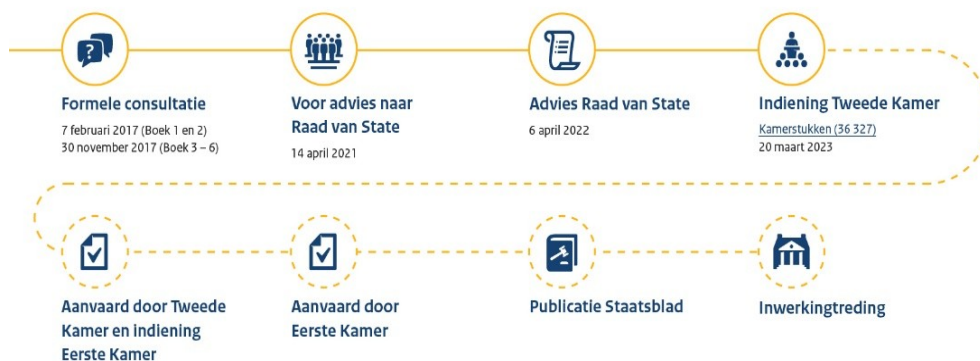 ?
Formele consultatie
7 februari 2017 (Boek 1 en 2)
30 november 2017 (Boek 3 – 6)
Voor advies naar
Raad van State
14 april 2021
Advies Raad van State
6 april 2022
Indiening Tweede Kamer
Kamerstukken (36 327)
20 maart 2023
Aanvaard door Tweede
Kamer en indiening
Eerste Kamer
Aanvaard door
Eerste Kamer
Publicatie Staatsblad
Inwerkingtreding